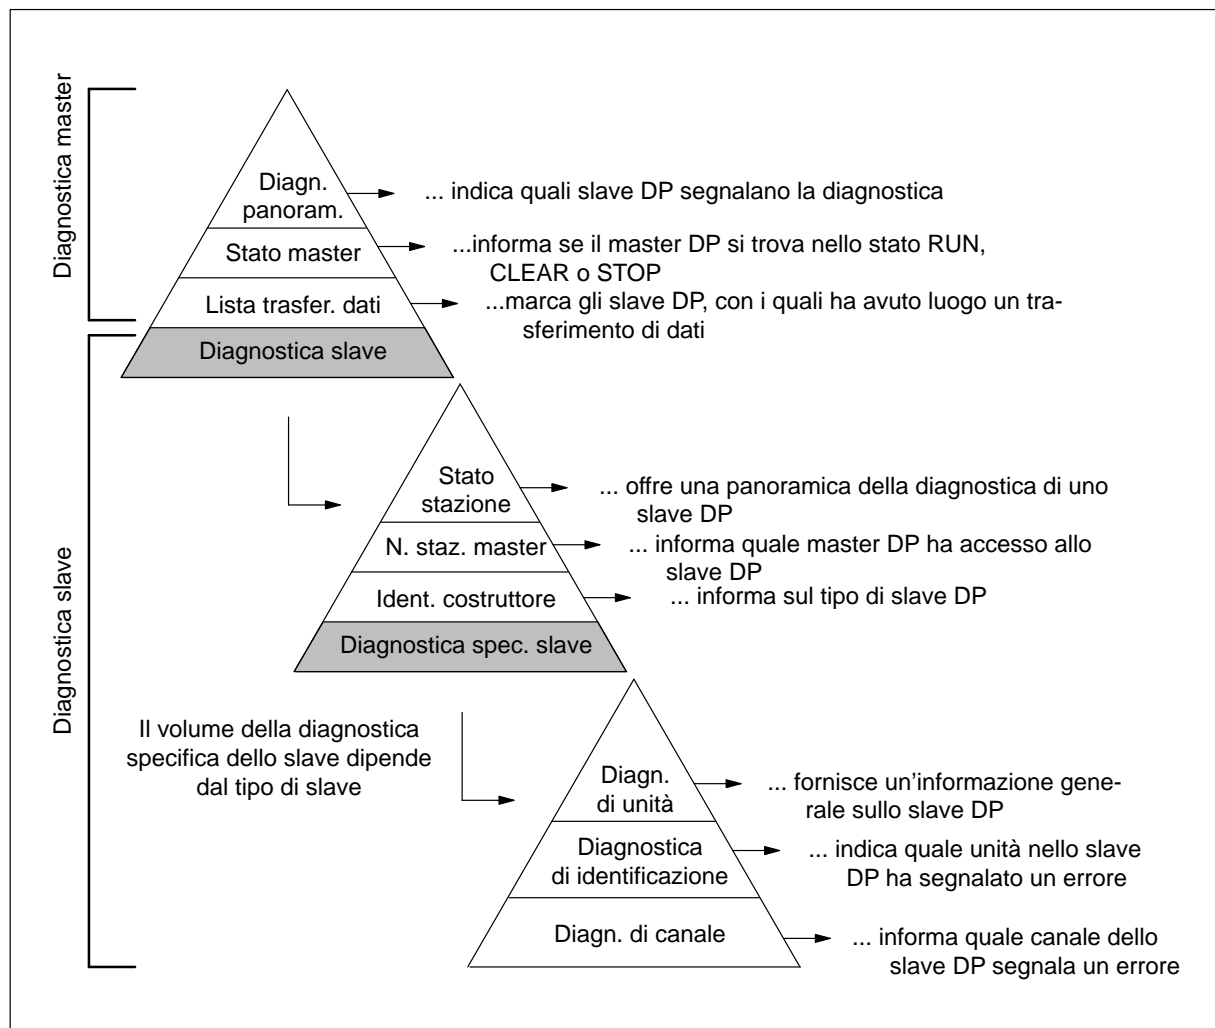 Diagnostica master
Diagn.
panoram.
... indica quali slave DP segnalano la diagnostica
Stato master
...informa se il master DP si trova nello stato RUN,
CLEAR o STOP
Lista trasfer. dati
...marca gli slave DP, con i quali ha avuto luogo un tra-
sferimento di dati
Diagnostica slave
Diagnostica slave
Stato
stazione
... offre una panoramica della diagnostica di uno
slave DP
N. staz. master
... informa quale master DP ha accesso allo
slave DP
Ident. costruttore
... informa sul tipo di slave DP
Diagnostica spec. slave
Il volume della diagnostica
specifica dello slave dipende
dal tipo di slave
Diagn.
di unità
... fornisce un'informazione gene-
rale sullo slave DP
Diagnostica
di identificazione
... indica quale unità nello slave
DP ha segnalato un errore
Diagn. di canale
... informa quale canale dello
slave DP segnala un errore